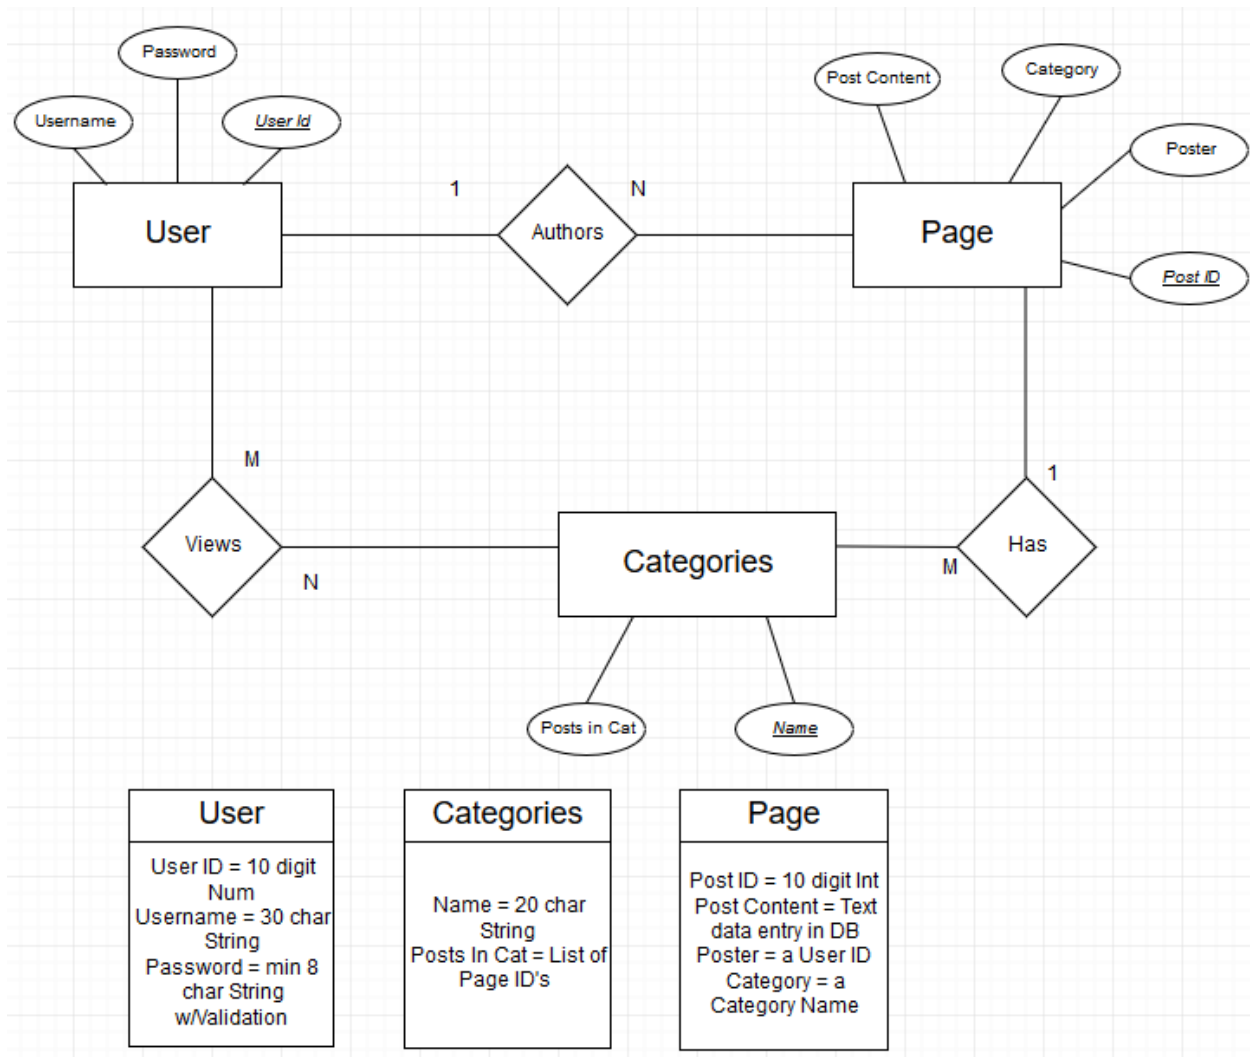 Password
Username
User Id
User
1
Authors
N
Post Content
Category
Poster
Page
Post ID
M
Views
N
Categories
1
Has
M
Posts in Cat
Name
User
User ID = 10 digit
Num
Username = 30 char
String
Password = min 8
char String
w/Validation
Categories
Name = 20 char
String
Posts In Cat = List of
Page ID's
Page
Post ID = 10 digit Int
Post Content = Text
data entry in DB
Poster = a User ID
Category = a
Category Name